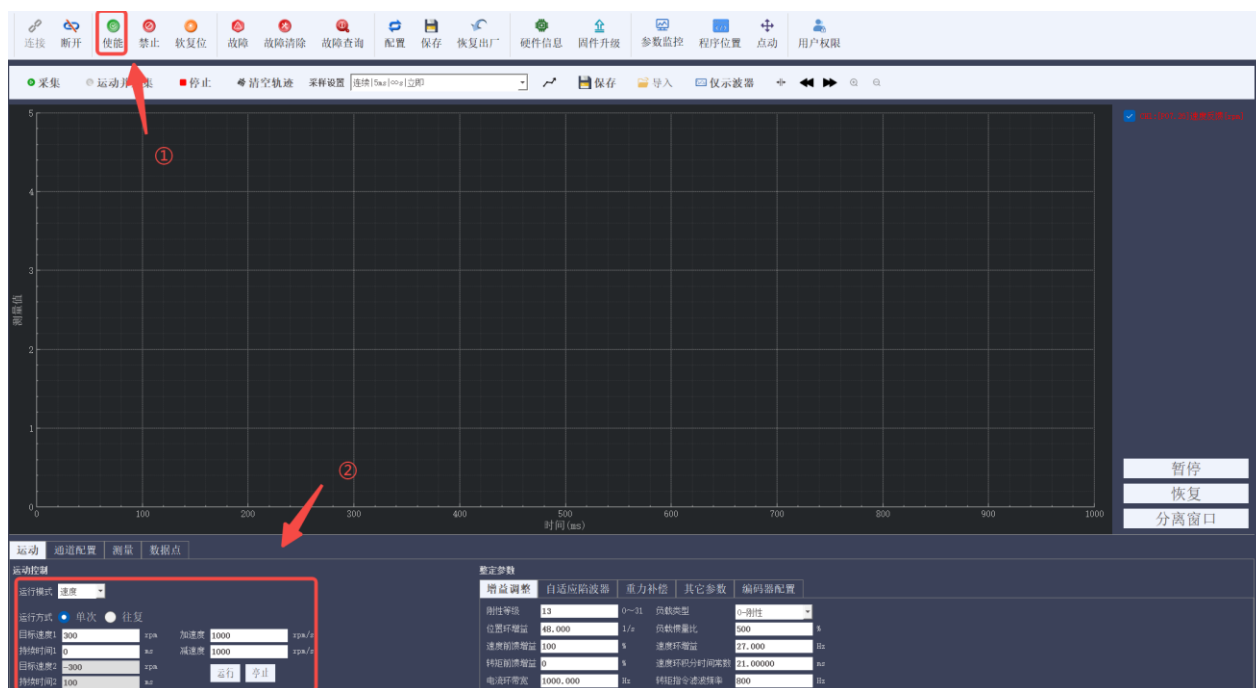 连接 断开 使能 禁止 软复位 故障 故障清除 故障查询 配置 保存 恢复出厂 硬件信息 固件升级 参数监控 程序位置 点动 用户权限
采集 运动并 集 停止 清空轨迹 采样设置 连续|5ms|∞s|立即 保存 导入 仅示波器
①
②
5
4
3
2
1
0
测量值
0 100 200 300 400 500 600 700 800 900 1000
时间(ms)
暂停
恢复
分离窗口
运动 通道配置 测量 数据点
运动控制
运行模式 速度
运行方式 单次 往复
目标速度1 300 rpm 加速度 1000 rpm/s
持续时间1 0 ms 减速度 1000 rpm/s
目标速度2 -300 rpm
持续时间2 100 ms
运行 停止
整定参数
增益调整 自适应陷波器 重力补偿 其它参数 编码器配置
刚性等级 13 0~31 负载类型 0-刚性
位置环增益 48.000 1/s 负载惯量比 500 %
速度前馈增益 100 % 速度环增益 27.000 Hz
转矩前馈增益 0 % 速度环积分时间常数 21.00000 ms
电流环带宽 1000.000 Hz 转矩指令滤波频率 800 Hz